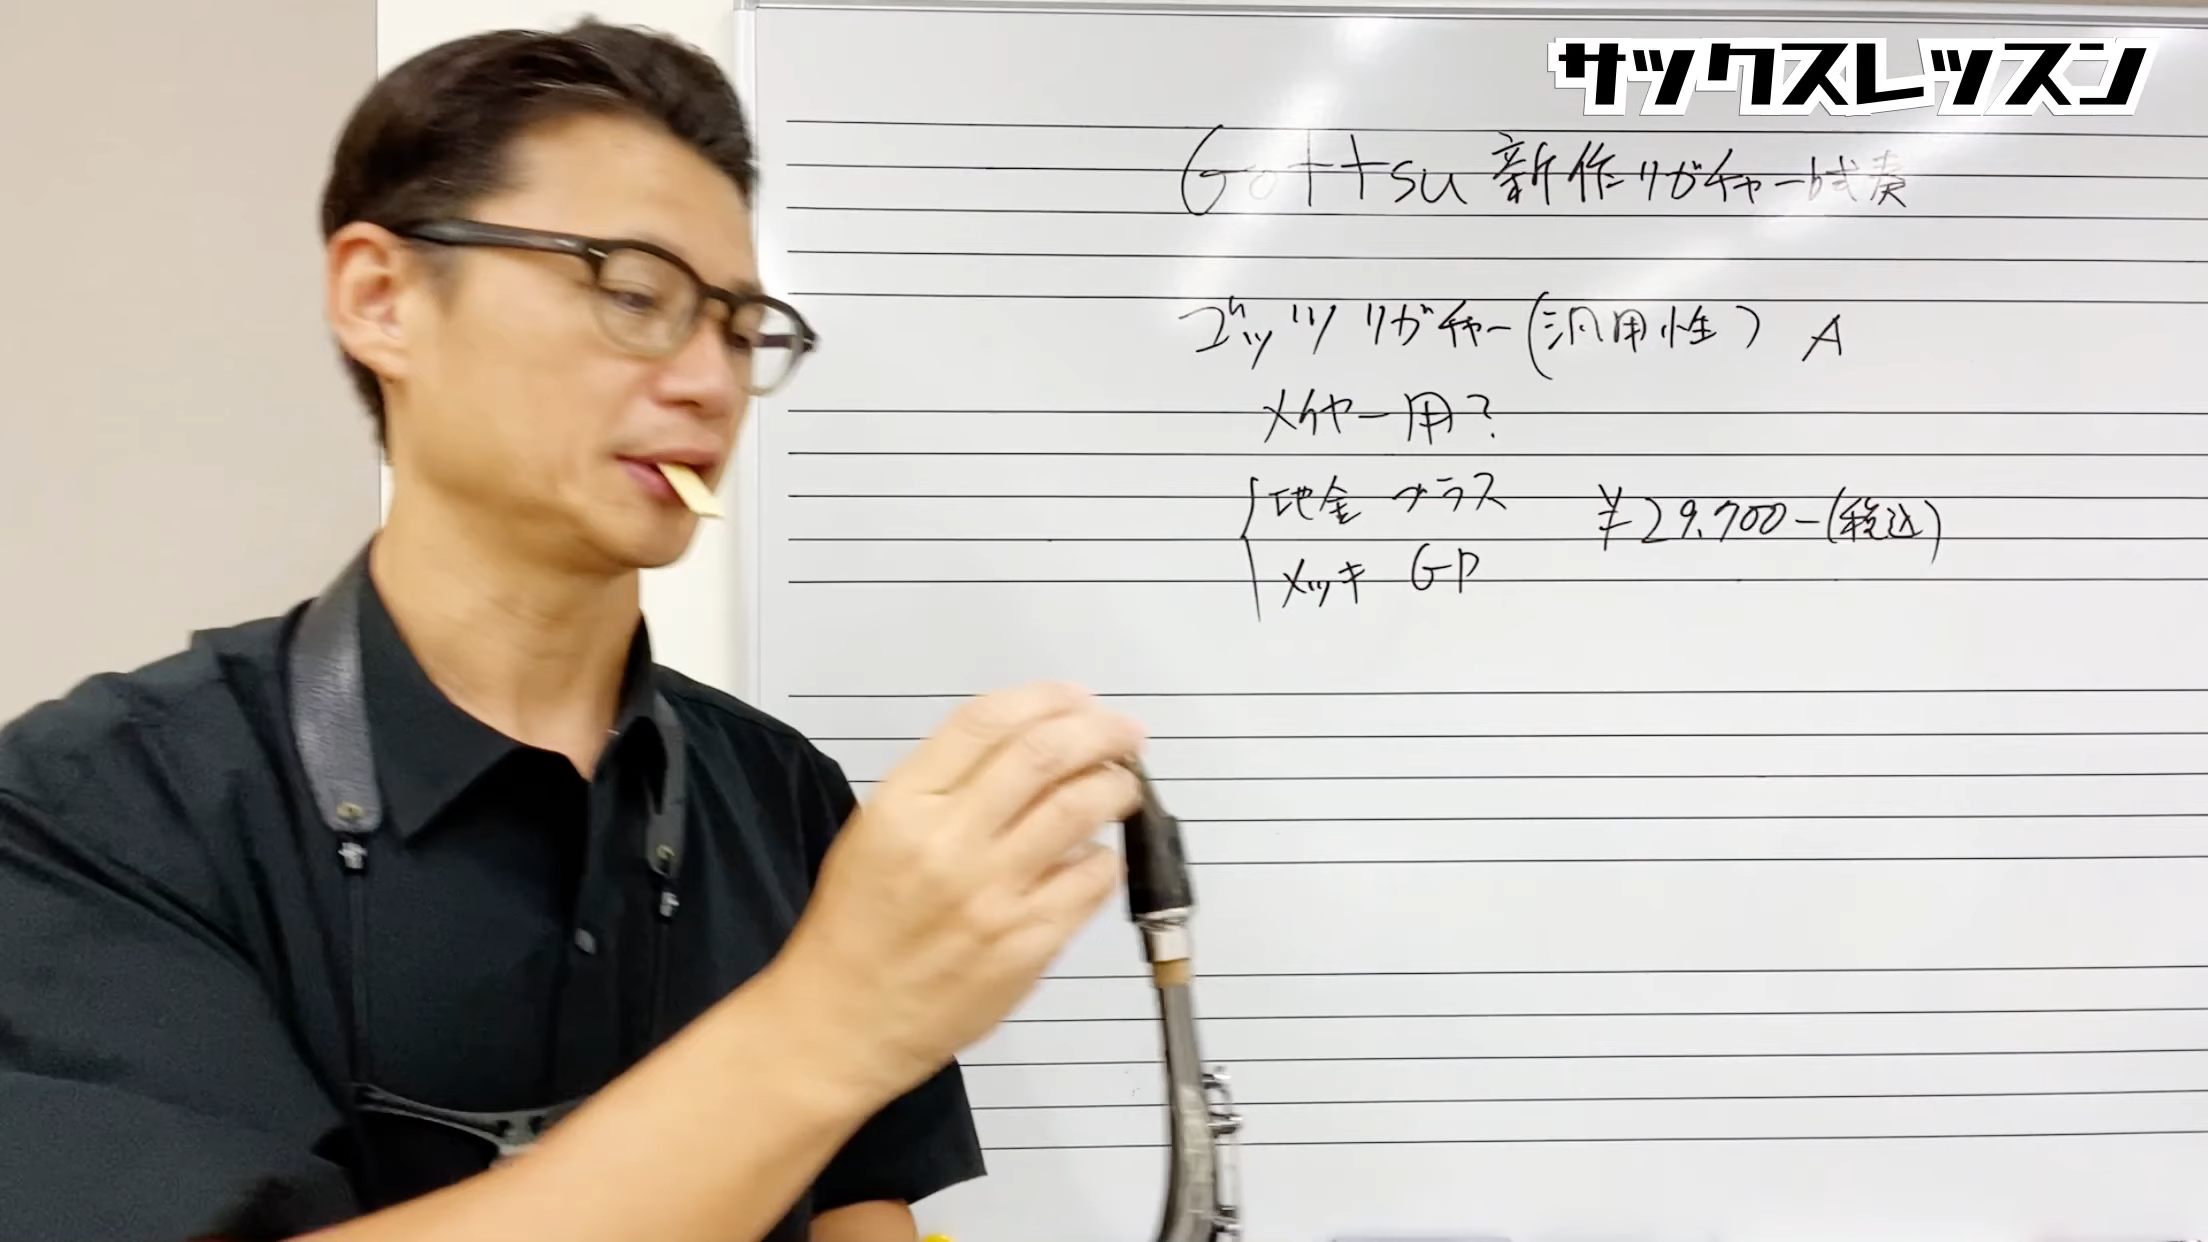 サックスレッスン
Gottsu 新作リガチャー試奏
ゴッツリガチャー(汎用性) A
メイヤー用?
地金 ブラス ¥29.700-(税込)
メッキ GP